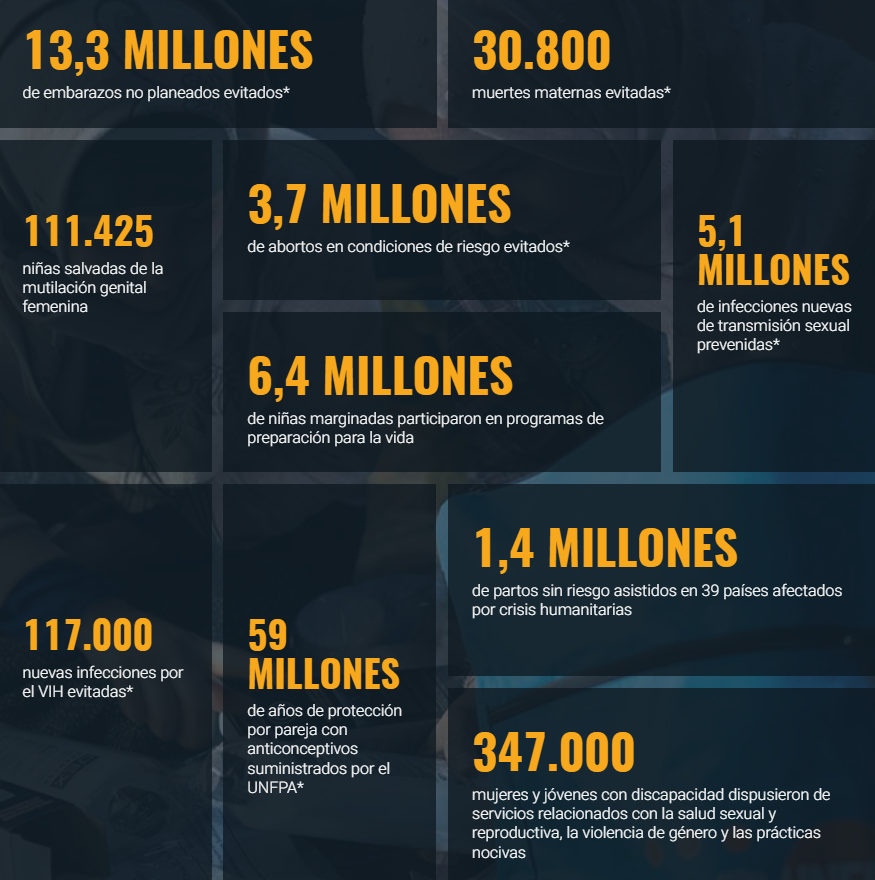 13,3 MILLONES
de embarazos no planeados evitados*
30.800
muertes maternas evitadas*
111.425
niñas salvadas de la
mutilación genital
femenina
3,7 MILLONES
de abortos en condiciones de riesgo evitados*
5,1
MILLONES
de infecciones nuevas
de transmisión sexual
prevenidas*
6,4 MILLONES
de niñas marginadas participaron en programas de
preparación para la vida
117.000
nuevas infecciones por
el VIH evitadas*
59
MILLONES
de años de protección
por pareja con
anticonceptivos
suministrados por el
UNFPA*
1,4 MILLONES
de partos sin riesgo asistidos en 39 países afectados
por crisis humanitarias
347.000
mujeres y jóvenes con discapacidad dispusieron de
servicios relacionados con la salud sexual y
reproductiva, la violencia de género y las prácticas
nocivas